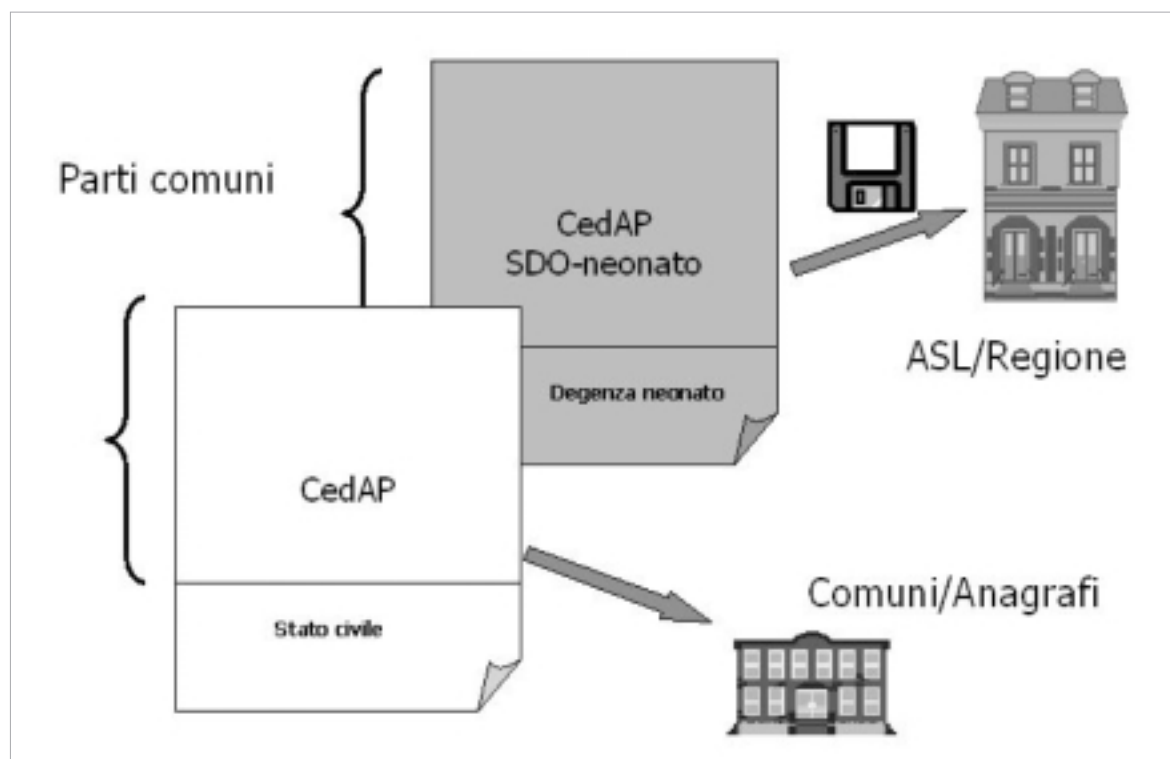 Parti comuni
CedAP
SDO-neonato
Degenza neonato
ASL/Regione
CedAP
Stato civile
Comuni/Anagrafi